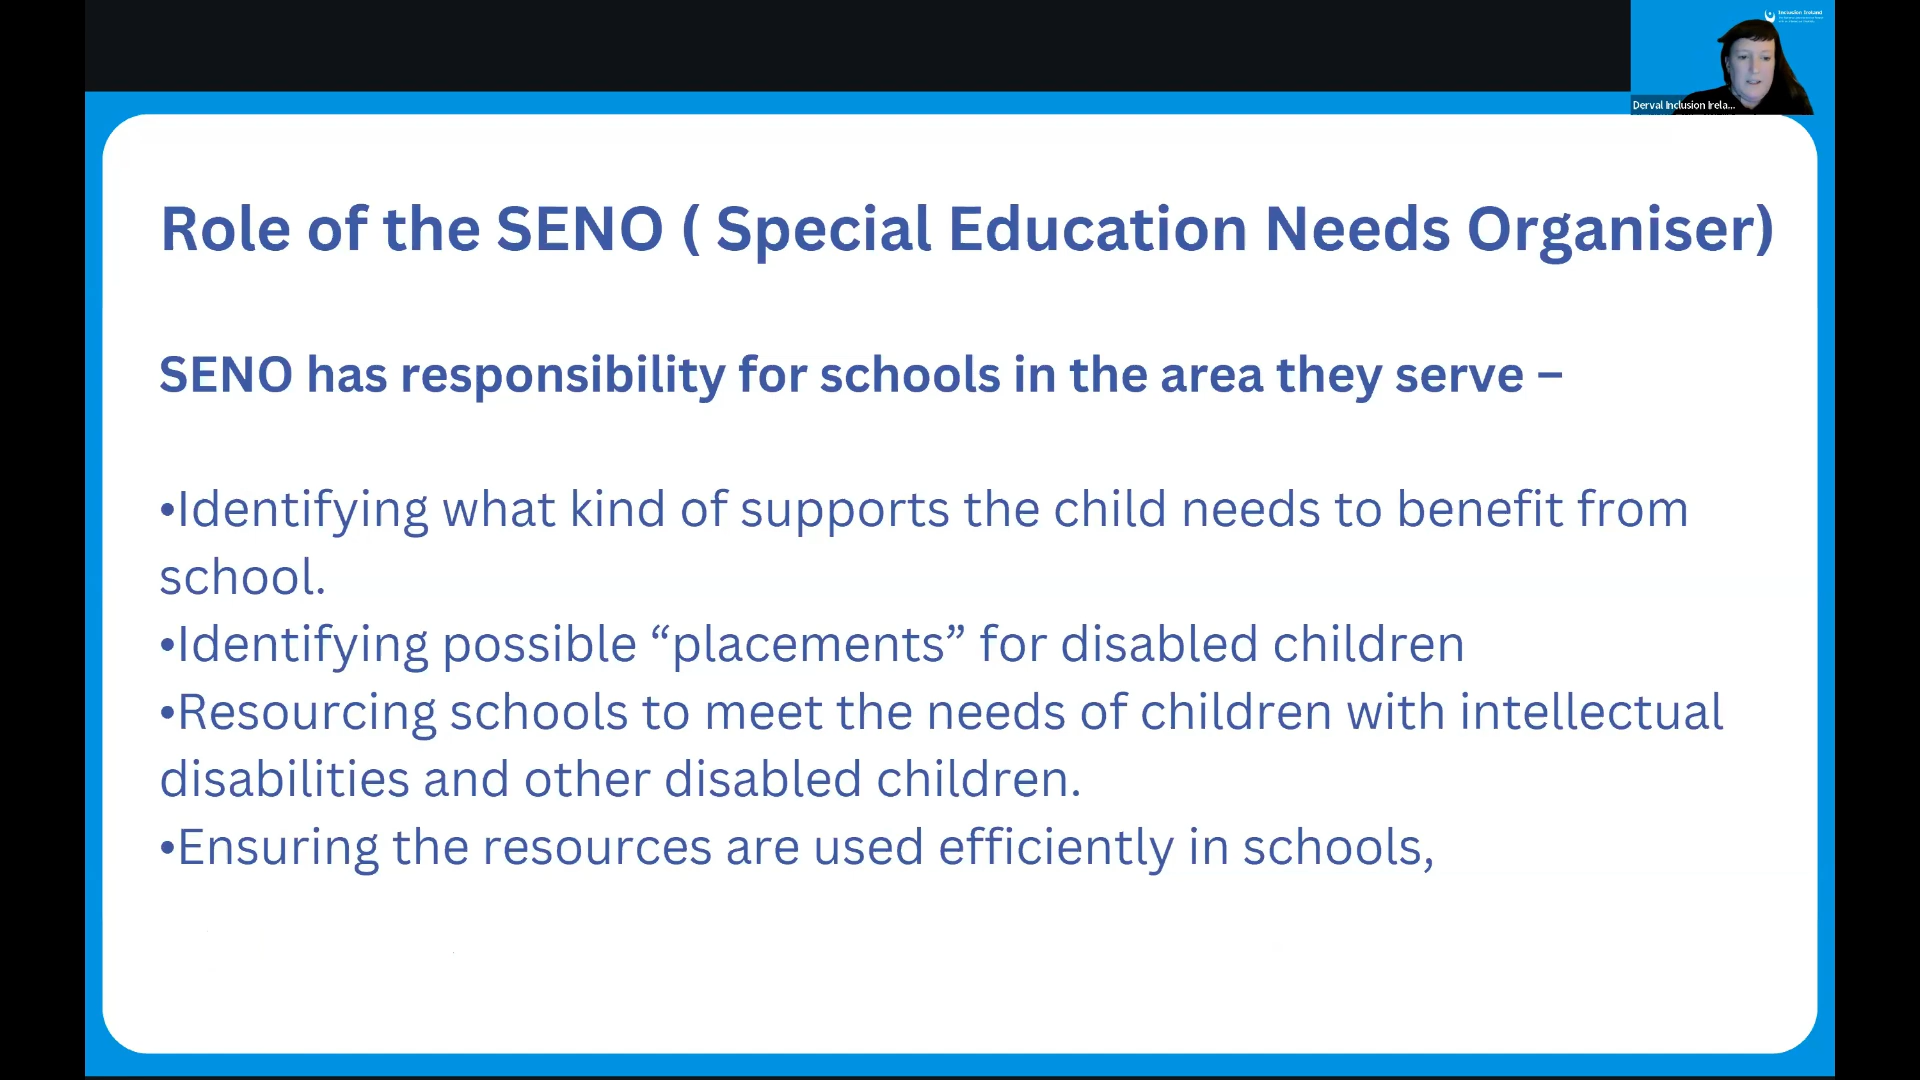 Inclusion Ireland
Derval Inclusion Irela...
Role of the SENO ( Special Education Needs Organiser)
SENO has responsibility for schools in the area they serve –
•Identifying what kind of supports the child needs to benefit from
school.
•Identifying possible “placements” for disabled children
•Resourcing schools to meet the needs of children with intellectual
disabilities and other disabled children.
•Ensuring the resources are used efficiently in schools,